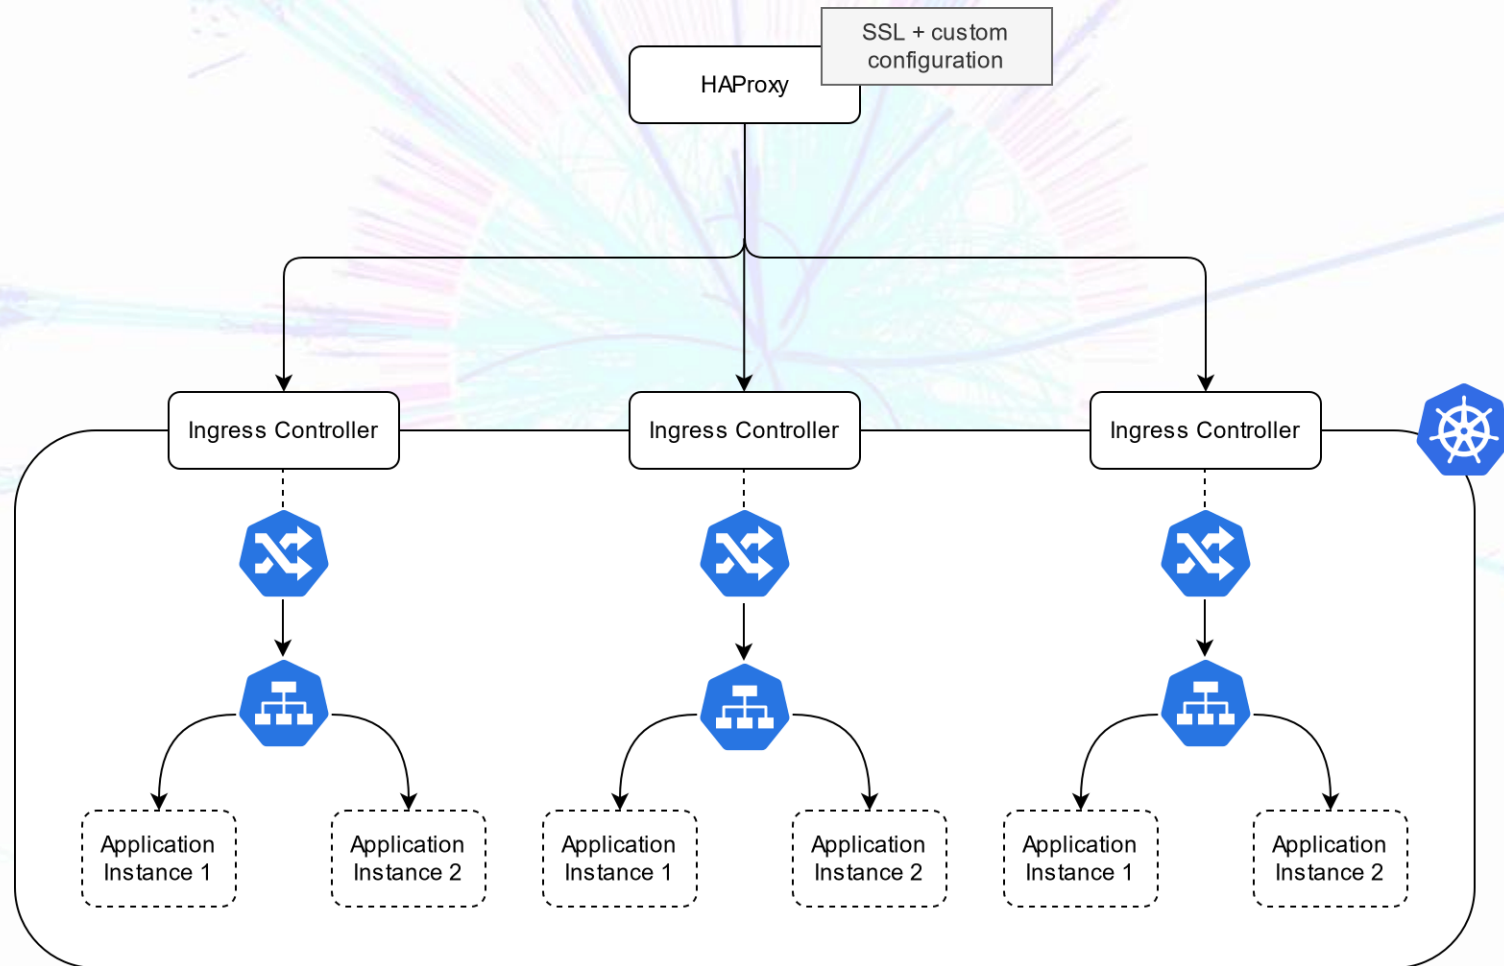 SSL + custom
configuration
HAProxy
Ingress Controller
Ingress Controller
Ingress Controller
Application
Instance 1
Application
Instance 2
Application
Instance 1
Application
Instance 2
Application
Instance 1
Application
Instance 2